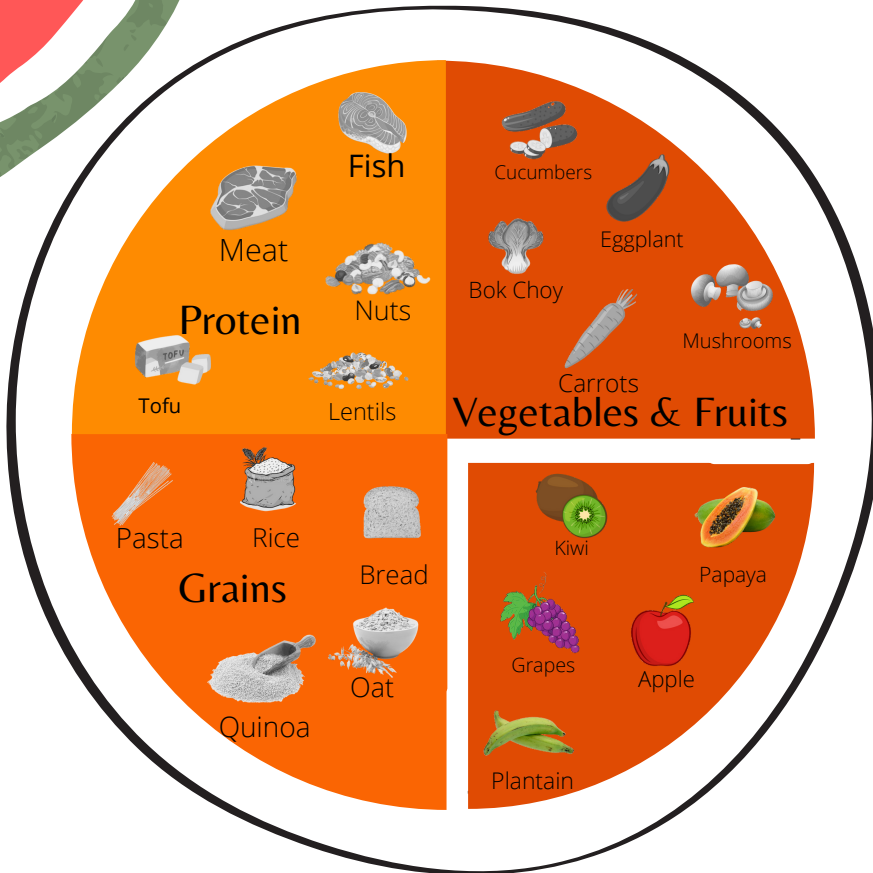 Fish
Meat
Nuts
Protein
TOFU
Tofu
Lentils
Cucumbers
Eggplant
Bok Choy
Mushrooms
Carrots
Vegetables & Fruits
Pasta
Rice
Bread
Grains
Oat
Quinoa
Kiwi
Papaya
Grapes
Apple
Plantain